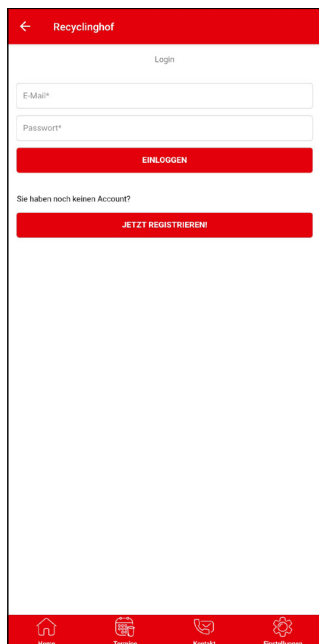 Recyclinghof
Login
E-Mail*
Passwort*
EINLOGGEN
Sie haben noch keinen Account?
JETZT REGISTRIEREN!
Home Termine Kontakt Einstellungen